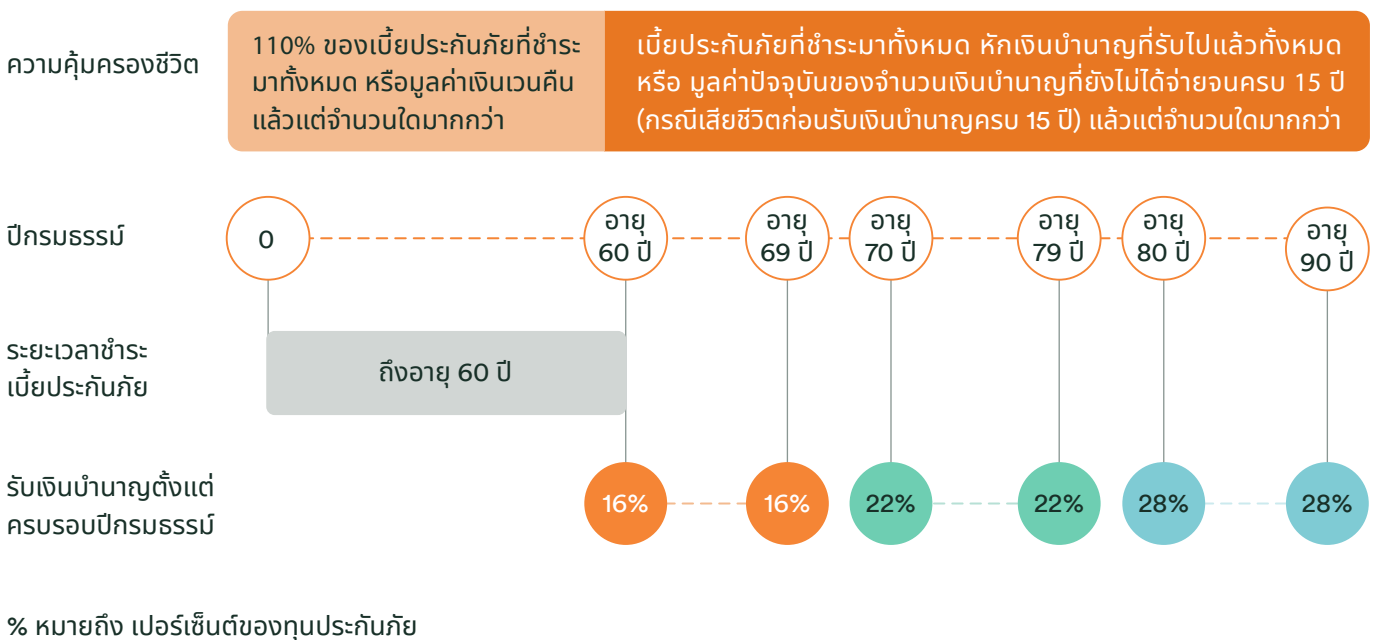 ความคุ้มครองชีวิต
110% ของเบี้ยประกันภัยที่ชำระ
มาทั้งหมด หรือมูลค่าเงินเวนคืน
แล้วแต่จำนวนใดมากกว่า
เบี้ยประกันภัยที่ชำระมาทั้งหมด หักเงินบำนาญที่รับไปแล้วทั้งหมด
หรือ มูลค่าปัจจุบันของจำนวนเงินบำนาญที่ยังไม่ได้จ่ายจนครบ 15 ปี
(กรณีเสียชีวิตก่อนรับเงินบำนาญครบ 15 ปี) แล้วแต่จำนวนใดมากกว่า
ปีกรมธรรม์
0
อายุ
60 ปี
อายุ
69 ปี
อายุ
70 ปี
อายุ
79 ปี
อายุ
80 ปี
อายุ
90 ปี
ระยะเวลาชำระ
เบี้ยประกันภัย
ถึงอายุ 60 ปี
รับเงินบำนาญตั้งแต่
ครบรอบปีกรมธรรม์
16%
16%
22%
22%
28%
28%
% หมายถึง เปอร์เซ็นต์ของทุนประกันภัย